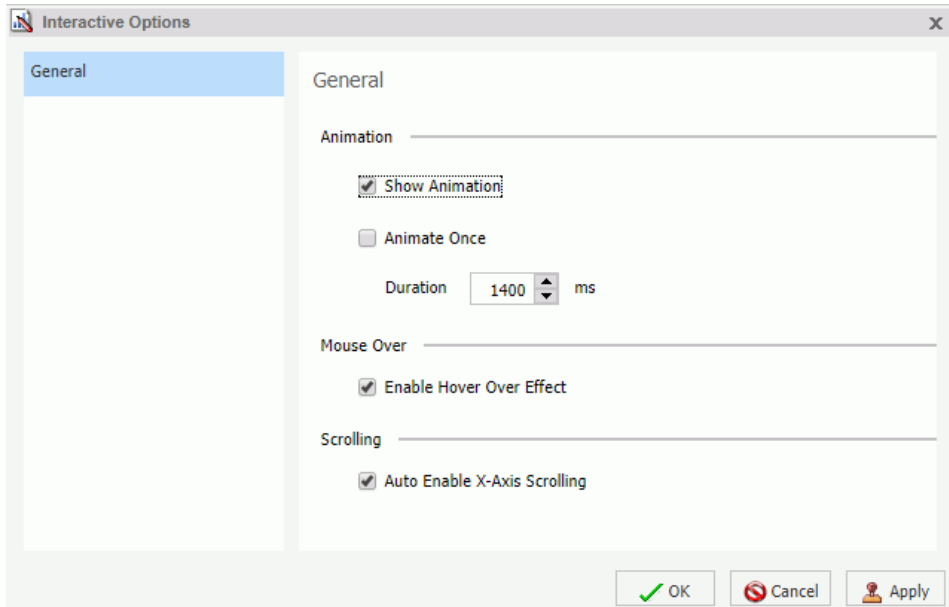 Interactive Options
x
General
General
Animation
Show Animation
Animate Once
Duration 1400 ms
Mouse Over
Enable Hover Over Effect
Scrolling
Auto Enable X-Axis Scrolling
OK Cancel Apply